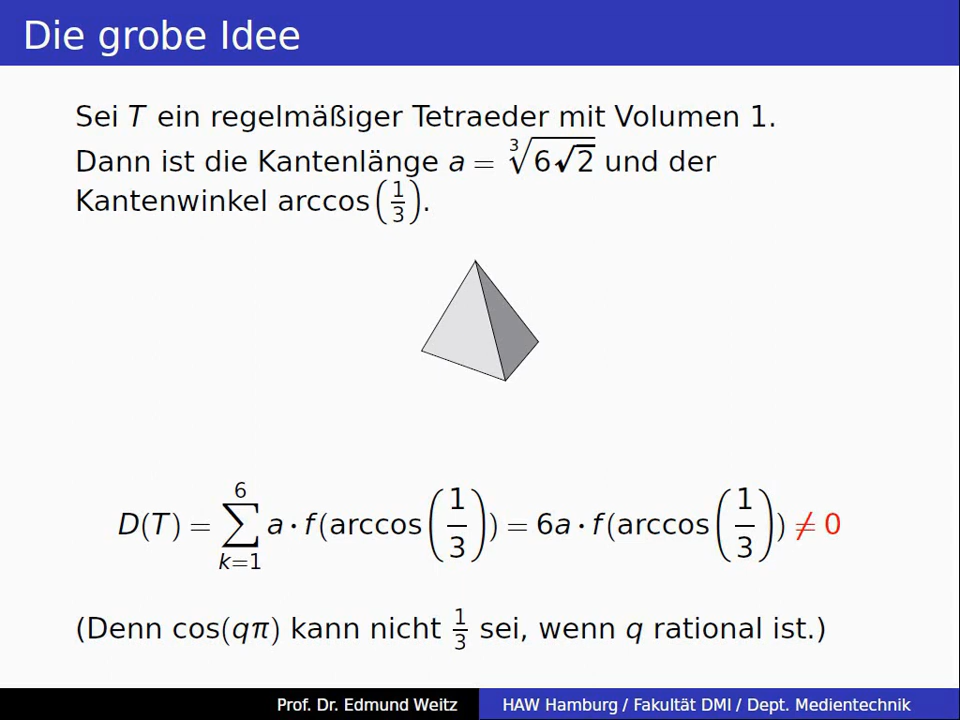 Die grobe Idee
Sei T ein regelmäßiger Tetraeder mit Volumen 1.
Dann ist die Kantenlänge a = ∛(6√2) und der
Kantenwinkel arccos(1/3).
D(T) = ∑_{k=1}^{6} a · f(arccos(1/3)) = 6a · f(arccos(1/3)) ≠ 0
(Denn cos(qπ) kann nicht 1/3 sei, wenn q rational ist.)
Prof. Dr. Edmund Weitz HAW Hamburg / Fakultät DMI / Dept. Medientechnik